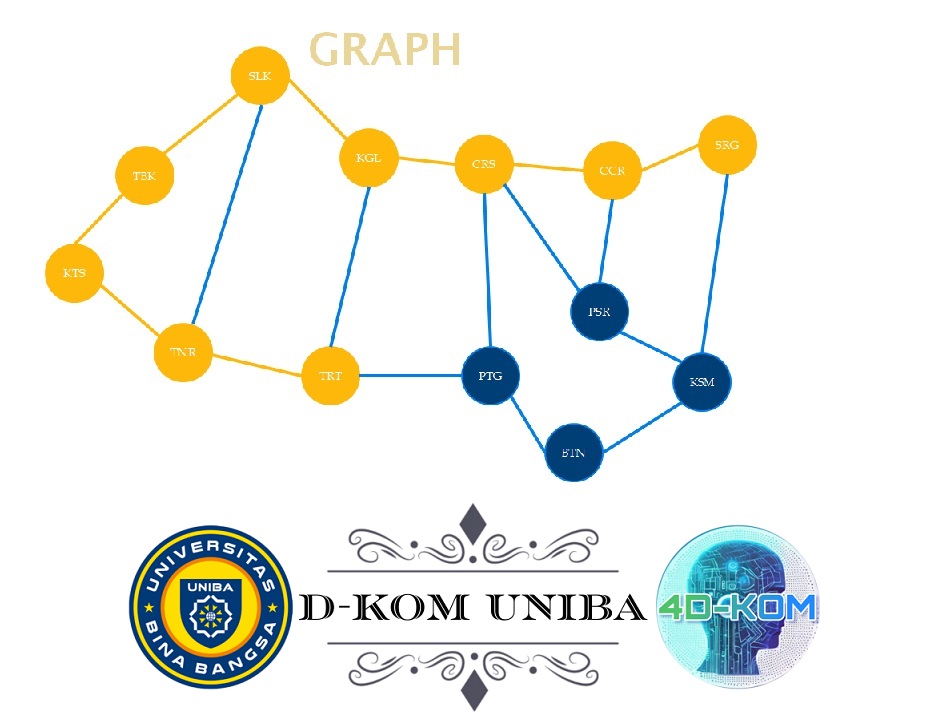 GRAPH
SLK
KGL
CRS
CCR
SRG
TBK
KTS
TNR
TRT
PTG
PSR
KSM
BTN
UNIVERSITAS
UNIBA
BINA BANGSA
D-KOM UNIBA
4D-KOM